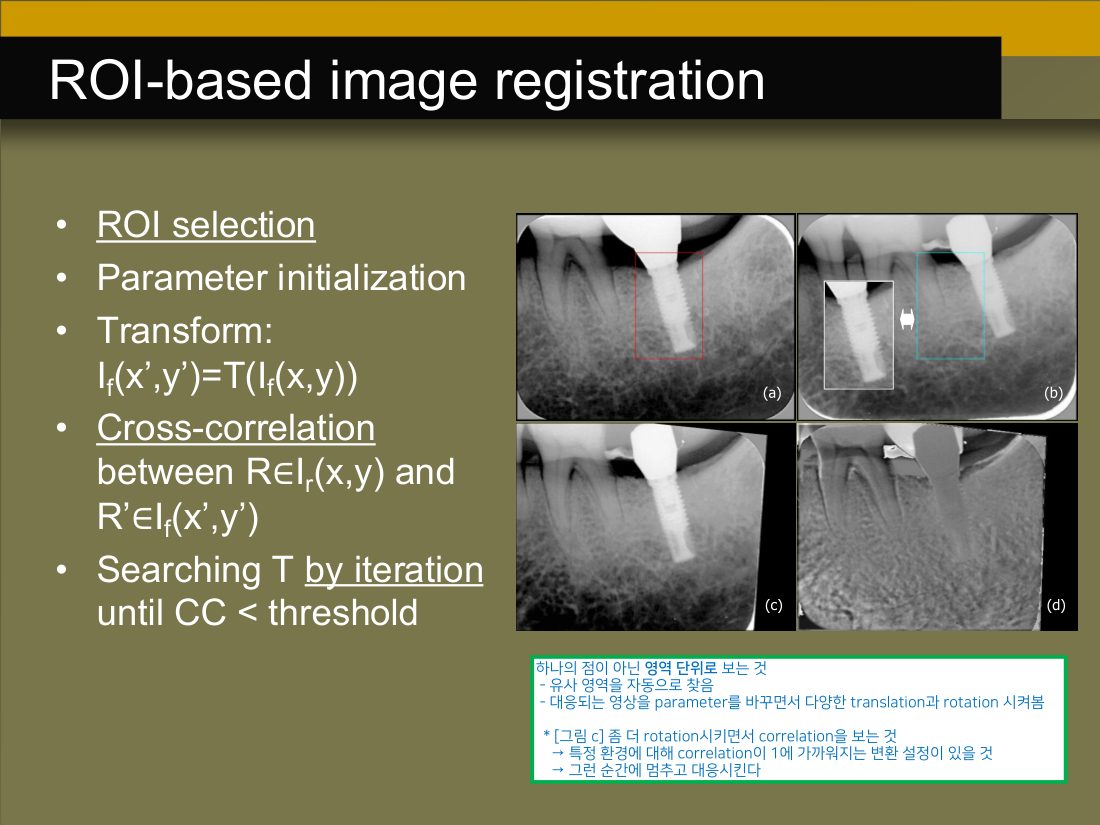 ROI-based image registration
• ROI selection
• Parameter initialization
• Transform:
I_f(x’,y’)=T(I_f(x,y))
• Cross-correlation
between R∈I_r(x,y) and
R’∈I_f(x’,y’)
• Searching T by iteration
until CC < threshold
(a)
(b)
(c)
(d)
하나의 점이 아닌 영역 단위로 보는 것
- 유사 영역을 자동으로 찾음
- 대응되는 영상을 parameter를 바꾸면서 다양한 translation과 rotation 시켜봄
* [그림 c] 좀 더 rotation시키면서 correlation을 보는 것
→ 특정 환경에 대해 correlation이 1에 가까워지는 변환 설정이 있을 것
→ 그런 순간에 멈추고 대응시킨다